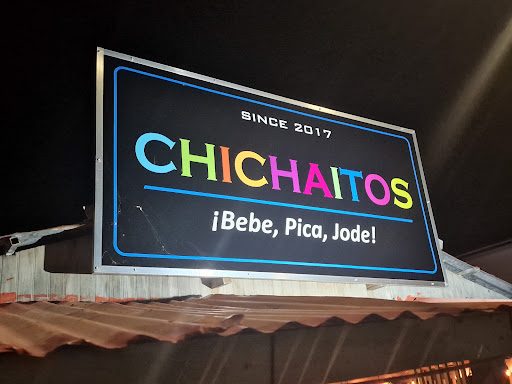 SINCE 2017
CHICHAITOS
¡Bebe, Pica, Jode!